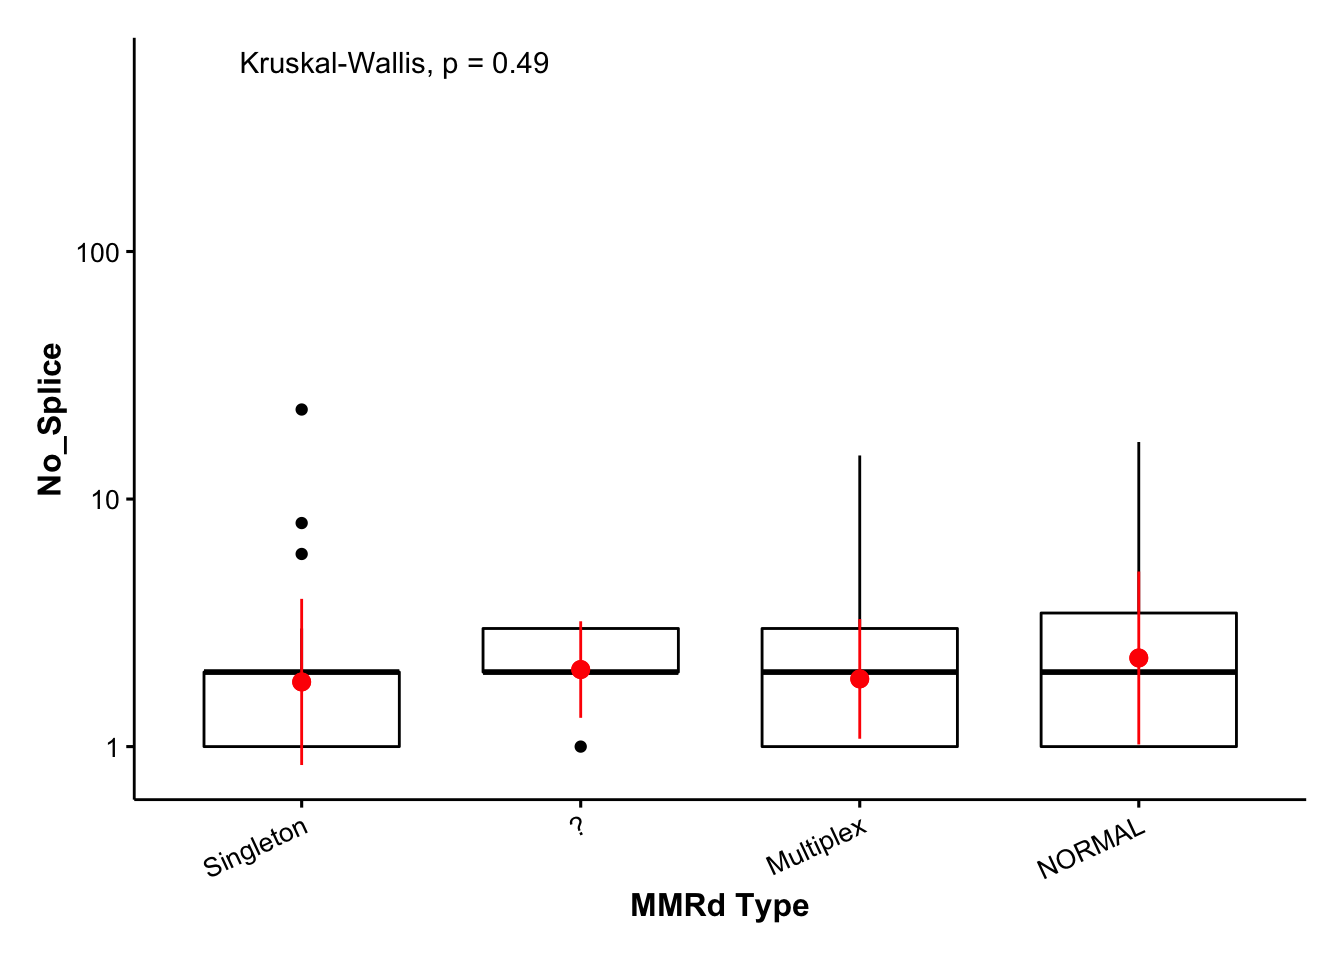 Kruskal-Wallis, p = 0.49
100
10
1
No_Splice
Singleton
?
Multiplex
NORMAL
MMRd Type